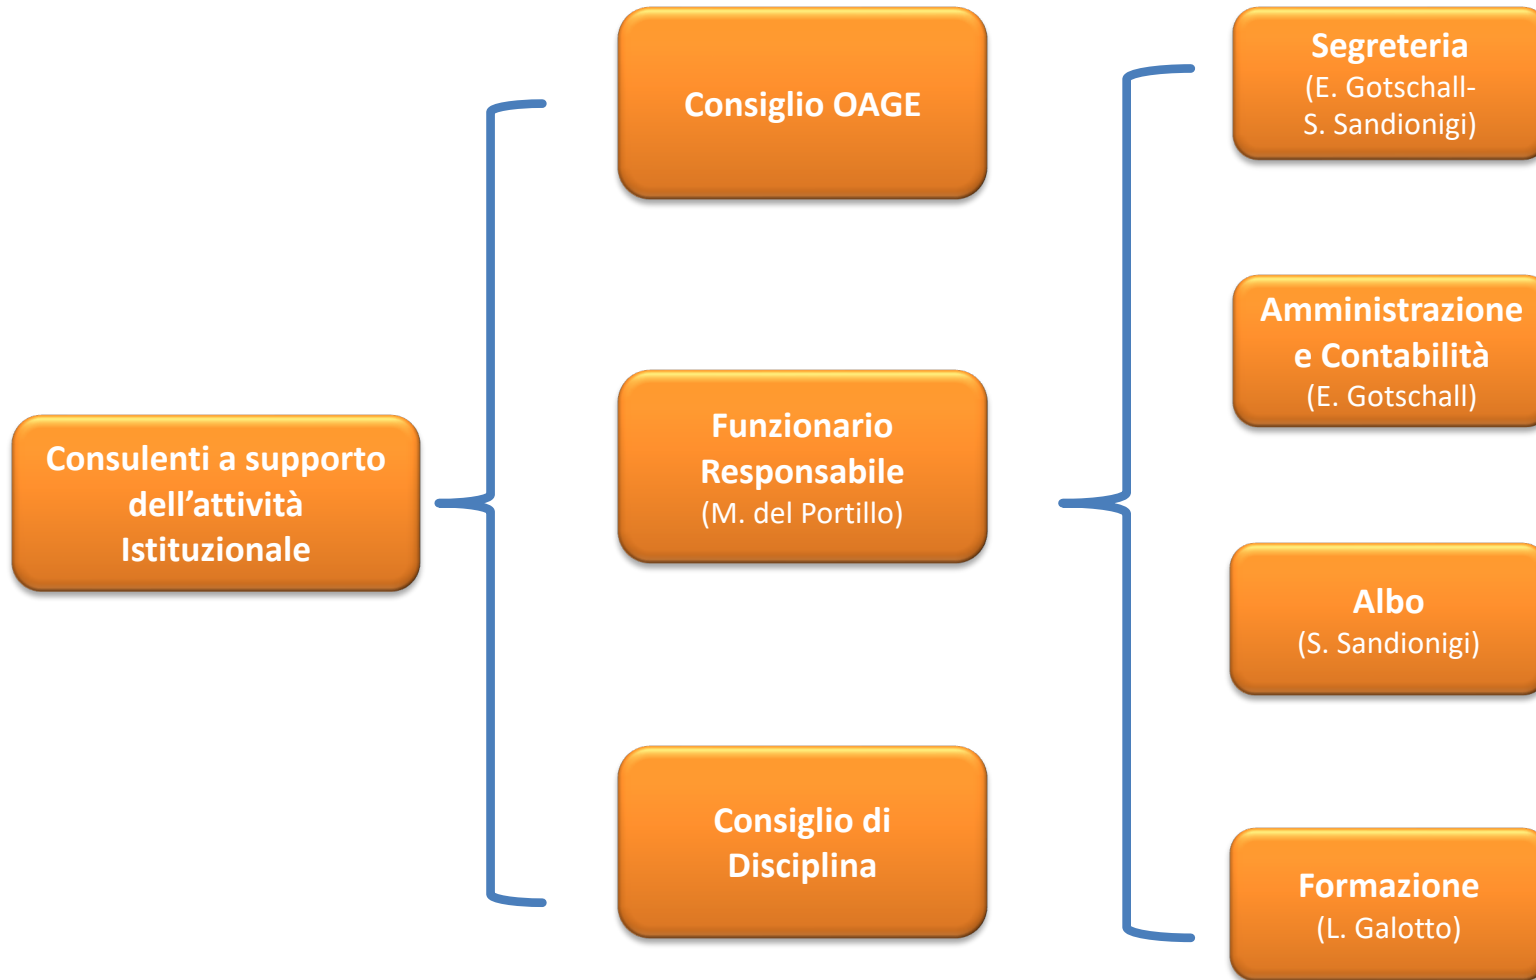 Consulenti a supporto
dell’attività
Istituzionale
Consiglio OAGE
Funzionario
Responsabile
(M. del Portillo)
Consiglio di
Disciplina
Segreteria
(E. Gotschall-
S. Sandionigi)
Amministrazione
e Contabilità
(E. Gotschall)
Albo
(S. Sandionigi)
Formazione
(L. Galotto)